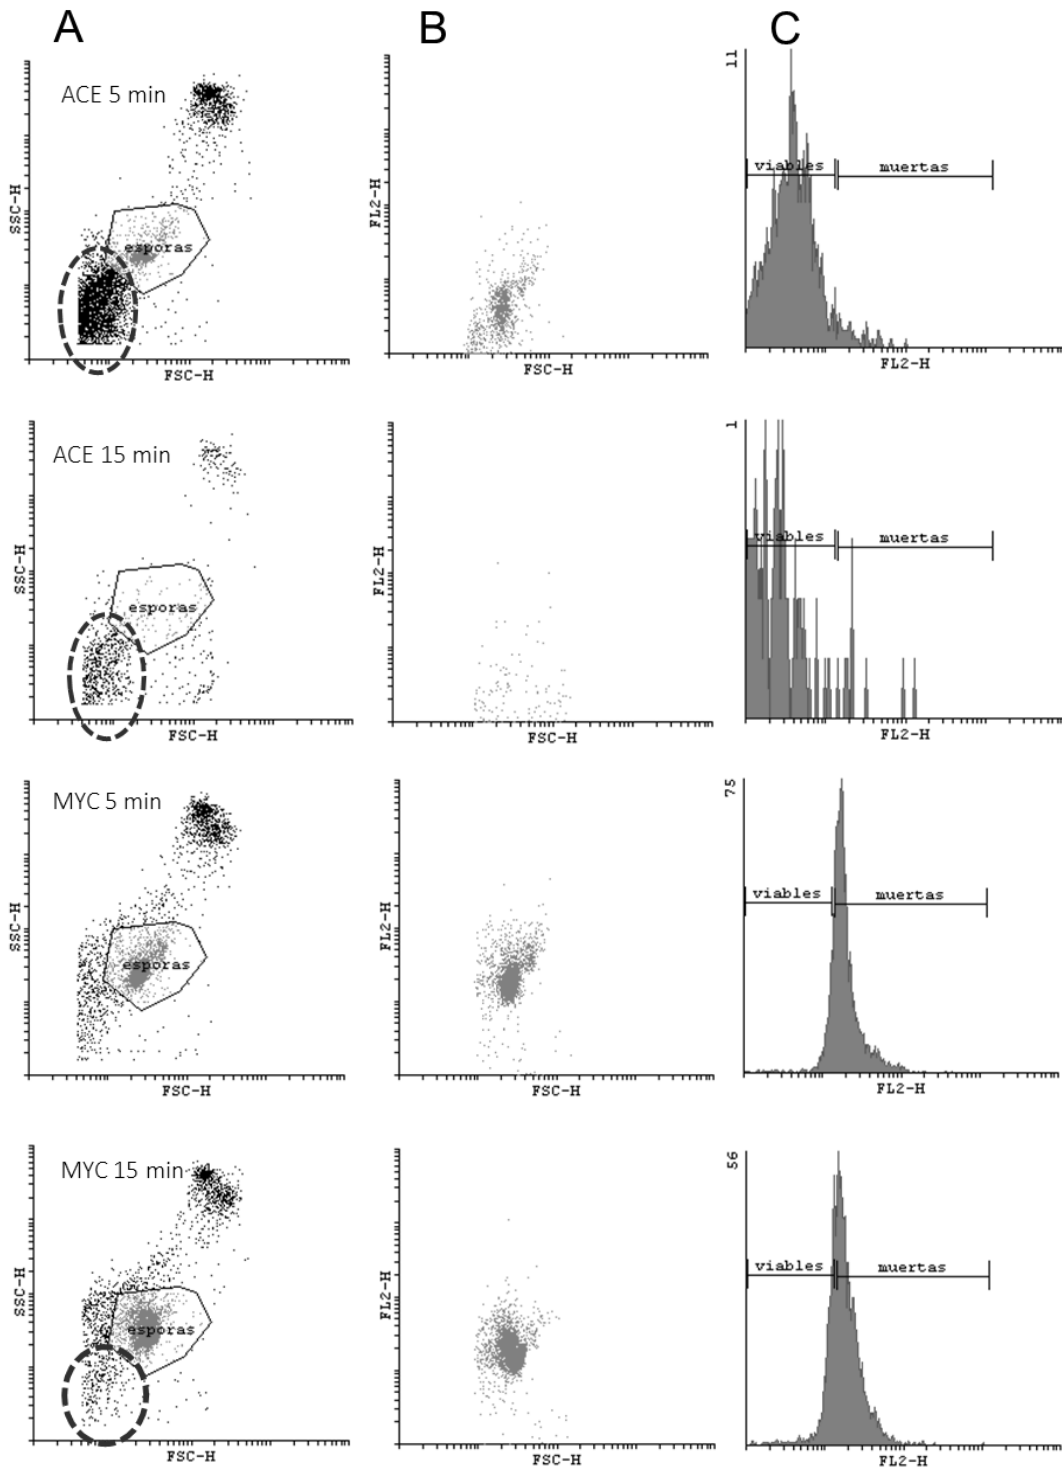 A B C
ACE 5 min
SSC-H
esporas
FSC-H
FL2-H
FSC-H
11
viables muertas
FL2-H
ACE 15 min
SSC-H
esporas
FSC-H
FL2-H
FSC-H
1
viables muertas
FL2-H
MYC 5 min
SSC-H
esporas
FSC-H
FL2-H
FSC-H
75
viables muertas
FL2-H
MYC 15 min
SSC-H
esporas
FSC-H
FL2-H
FSC-H
56
viables muertas
FL2-H